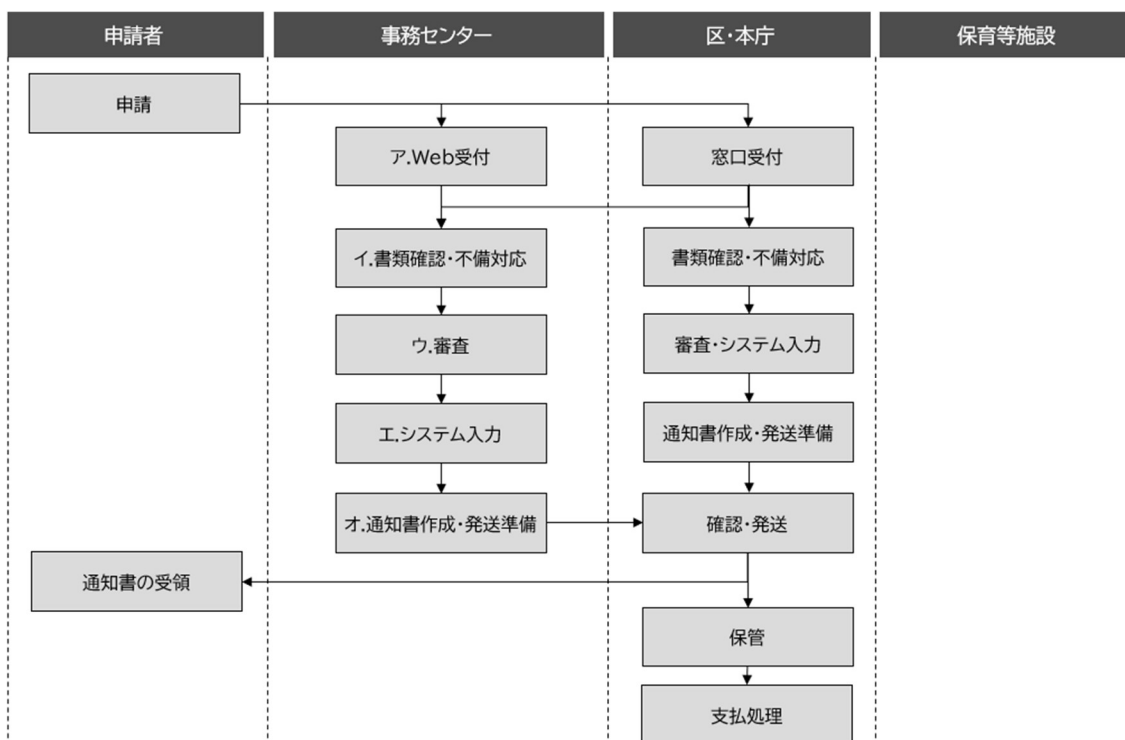 申請者
事務センター
区・本庁
保育等施設
申請
ア.Web受付
窓口受付
イ.書類確認・不備対応
書類確認・不備対応
ウ.審査
審査・システム入力
エ.システム入力
通知書作成・発送準備
オ.通知書作成・発送準備
確認・発送
通知書の受領
保管
支払処理